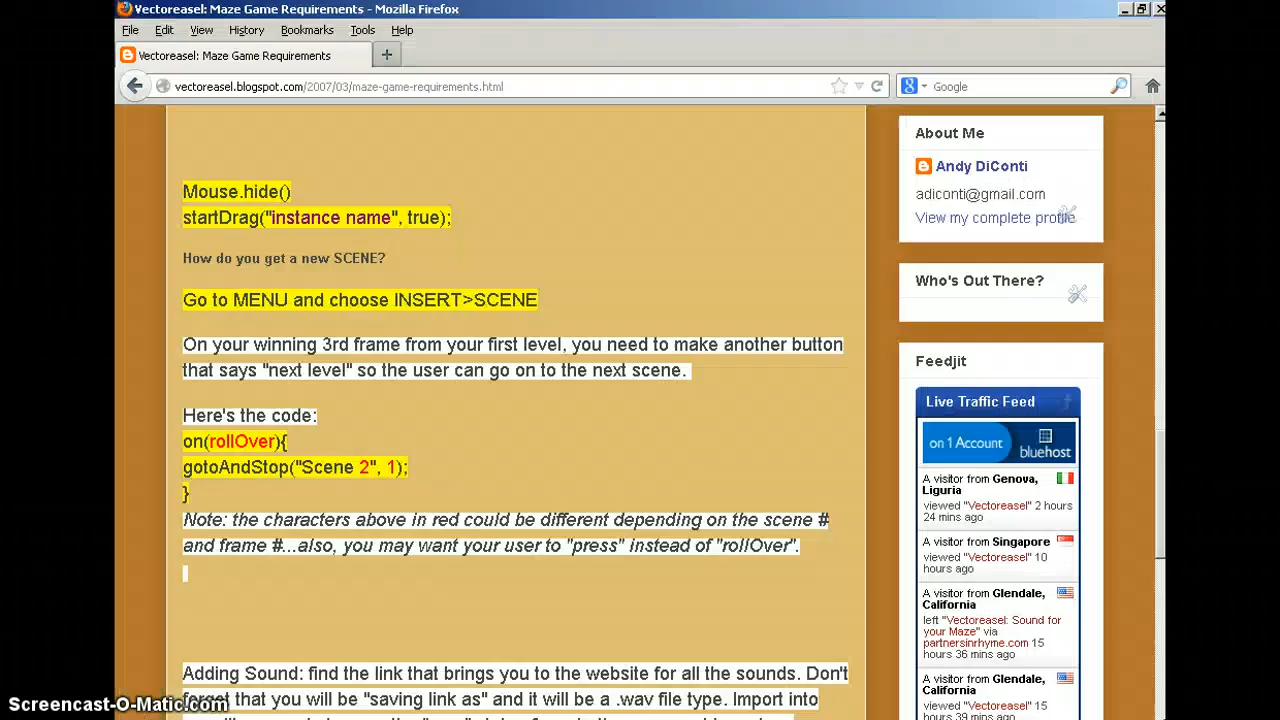 Vectoreasel: Maze Game Requirements - Mozilla Firefox
File Edit View History Bookmarks Tools Help
Vectoreasel: Maze Game Requirements
vectoreasel.blogspot.com/2007/03/maze-game-requirements.html
Google
Mouse.hide()
startDrag("instance name", true);
How do you get a new SCENE?
Go to MENU and choose INSERT>SCENE
On your winning 3rd frame from your first level, you need to make another button
that says "next level" so the user can go on to the next scene.
Here's the code:
on(rollOver){
gotoAndStop("Scene 2", 1);
}
Note: the characters above in red could be different depending on the scene #
and frame #...also, you may want your user to "press" instead of "rollOver".
Adding Sound: find the link that brings you to the website for all the sounds. Don't
forget that you will be "saving link as" and it will be a .wav file type. Import into
About Me
Andy DiConti
adiconti@gmail.com
View my complete profile
Who's Out There?
Feedjit
Live Traffic Feed
on 1 Account
bluehost
A visitor from Genova,
Liguria
viewed "Vectoreasel" 2 hours
24 mins ago
A visitor from Singapore
viewed "Vectoreasel" 10
hours ago
A visitor from Glendale,
California
left "Vectoreasel: Sound for
your Maze" via
partnersinrhyme.com 15
hours 36 mins ago
A visitor from Glendale,
California
viewed "Vectoreasel" 15
hours 39 mins ago
Screencast-O-Matic.com